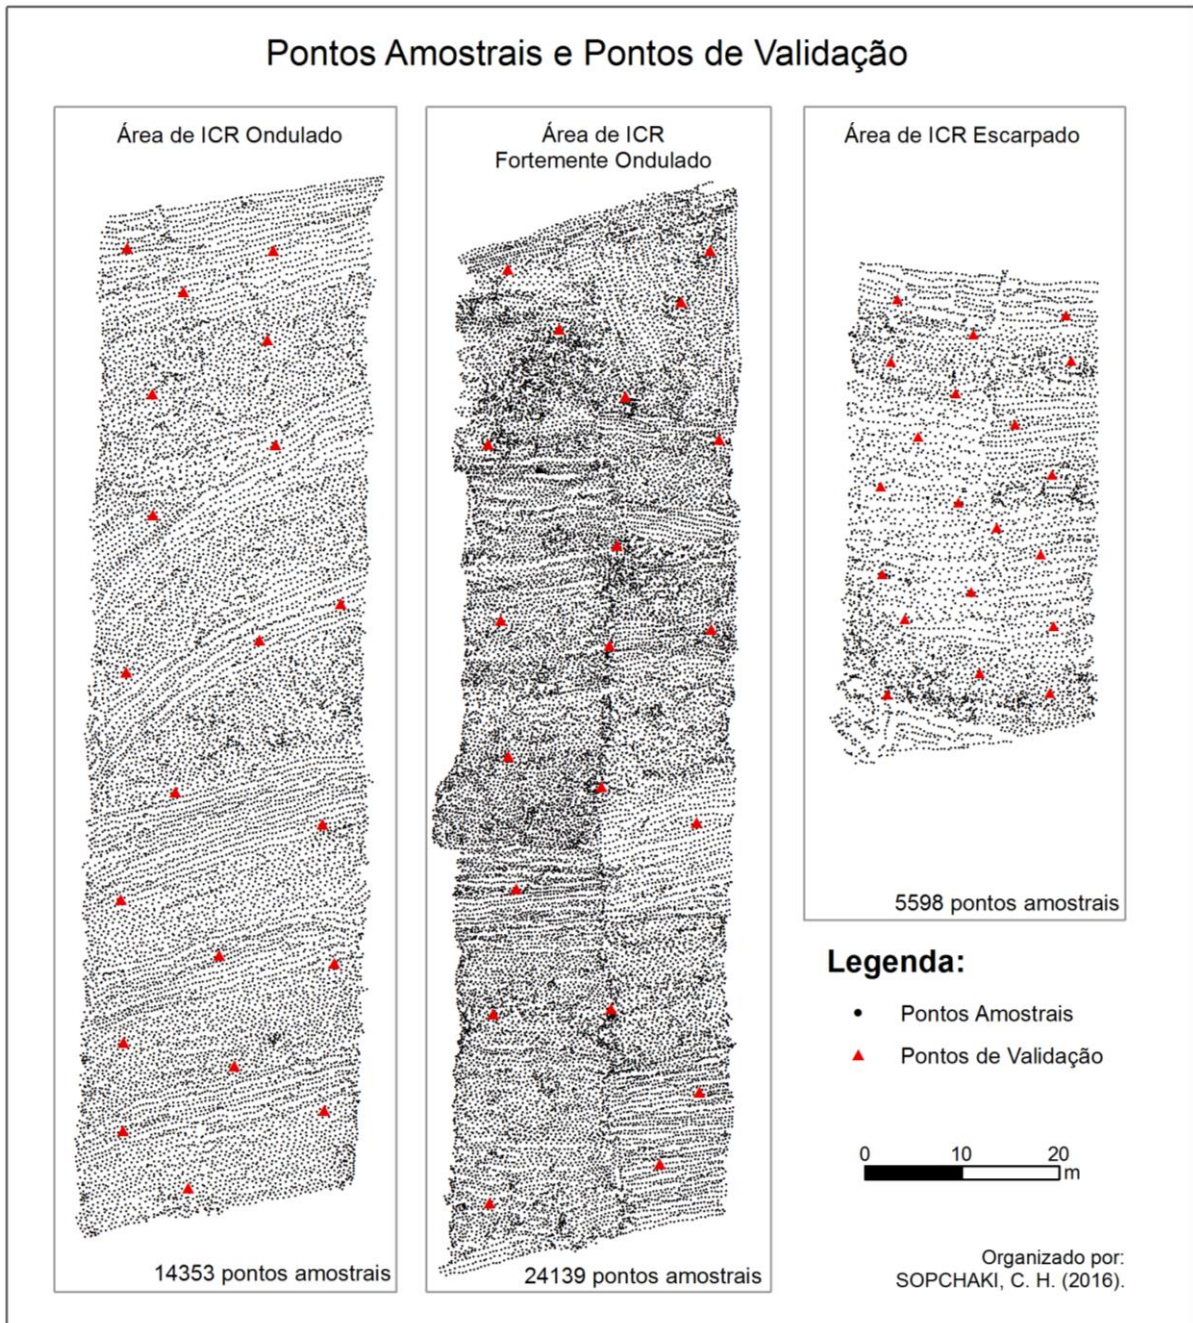 Pontos Amostrais e Pontos de Validação
Área de ICR Ondulado
14353 pontos amostrais
Área de ICR
Fortemente Ondulado
24139 pontos amostrais
Área de ICR Escarpado
5598 pontos amostrais
Legenda:
Pontos Amostrais
Pontos de Validação
0 10 20
m
Organizado por:
SOPCHAKI, C. H. (2016).